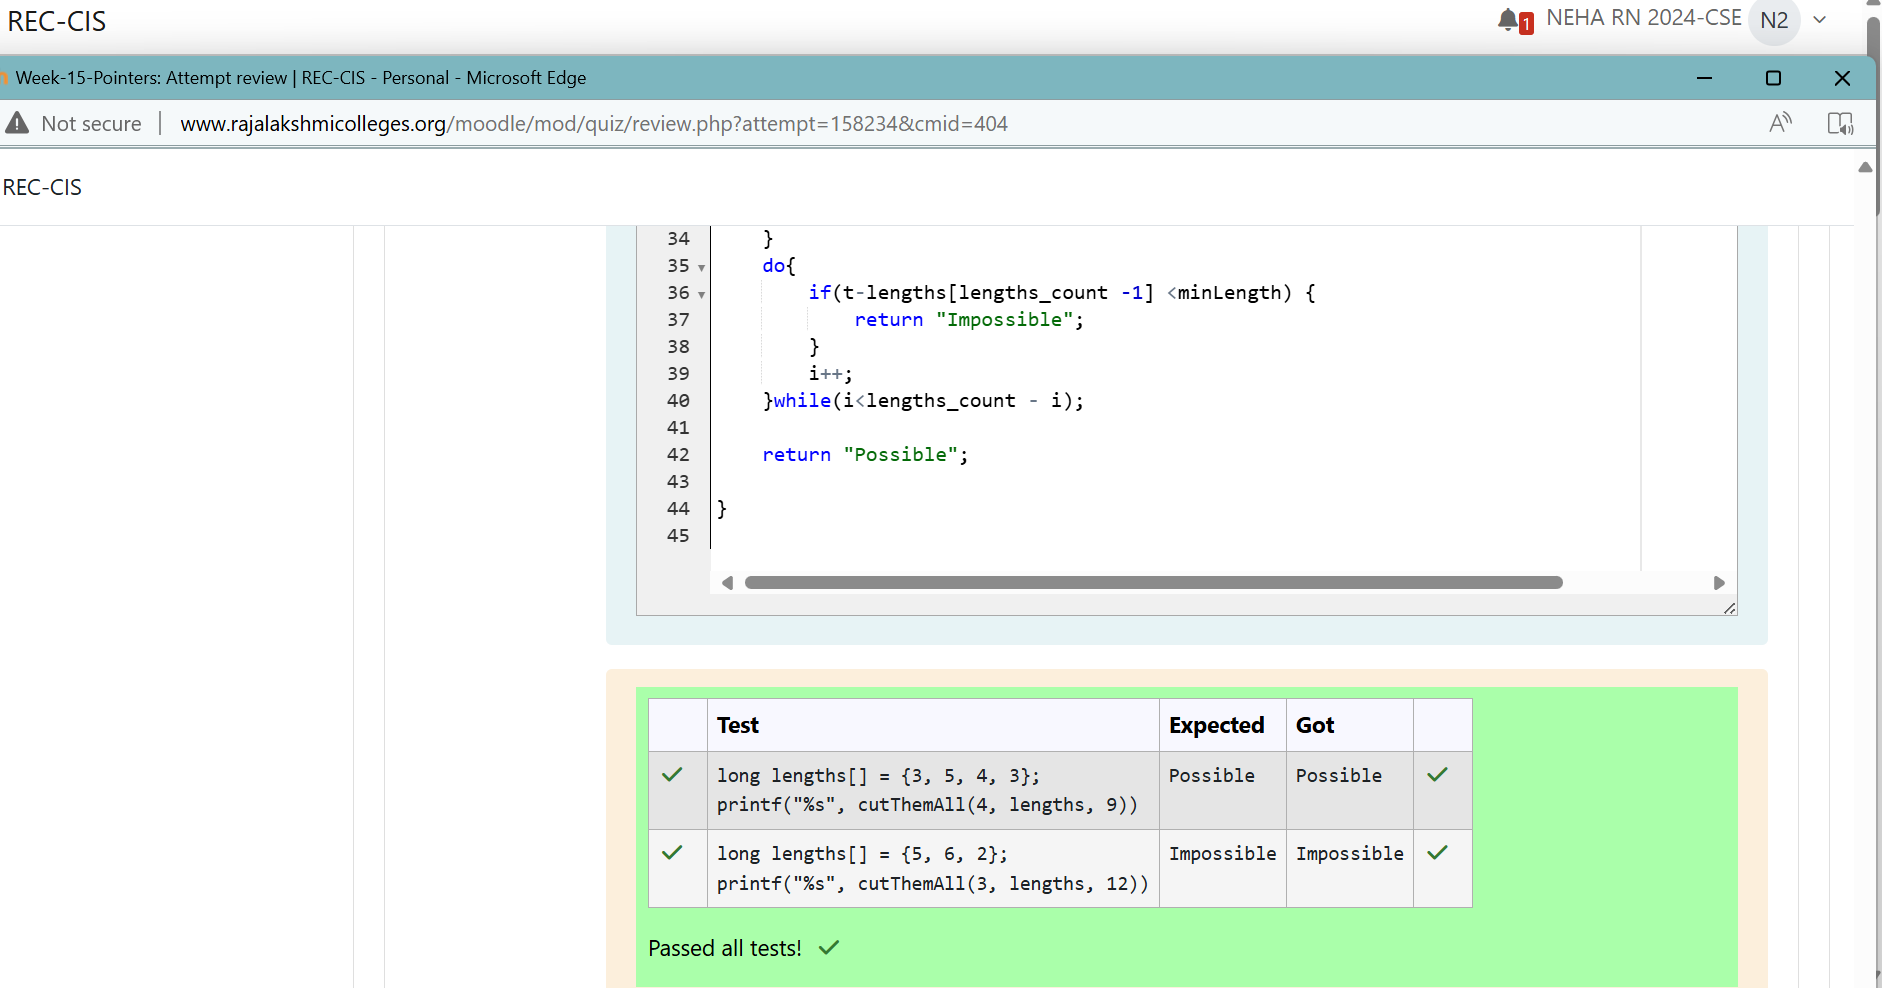 REC-CIS
1 NEHA RN 2024-CSE N2
Week-15-Pointers: Attempt review | REC-CIS - Personal - Microsoft Edge
Not secure | www.rajalakshmicolleges.org/moodle/mod/quiz/review.php?attempt=158234&cmid=404
REC-CIS
34     }
35     do{
36         if(t-lengths[lengths_count -1] <minLength) {
37             return "Impossible";
38         }
39         i++;
40     }while(i<lengths_count - i);
41
42     return "Possible";
43
44 }
45
Test Expected Got
long lengths[] = {3, 5, 4, 3}; Possible Possible
printf("%s", cutThemAll(4, lengths, 9))
long lengths[] = {5, 6, 2}; Impossible Impossible
printf("%s", cutThemAll(3, lengths, 12))
Passed all tests!